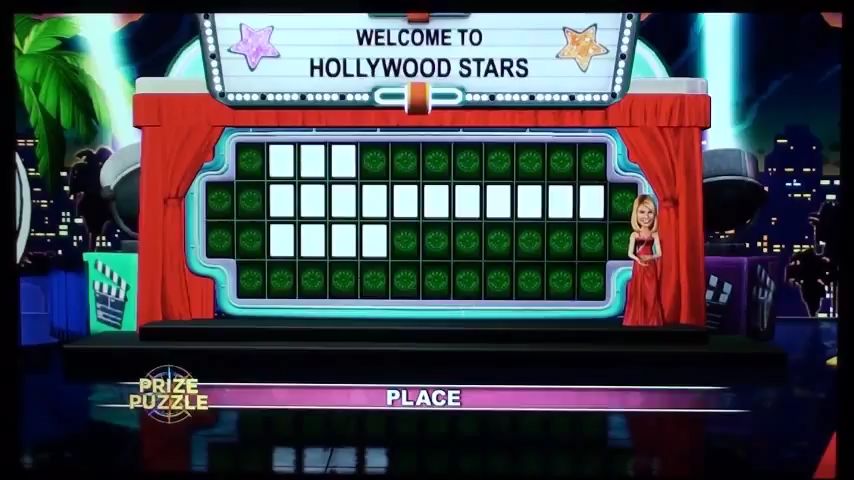 WELCOME TO
HOLLYWOOD STARS
PRIZE
PUZZLE
PLACE